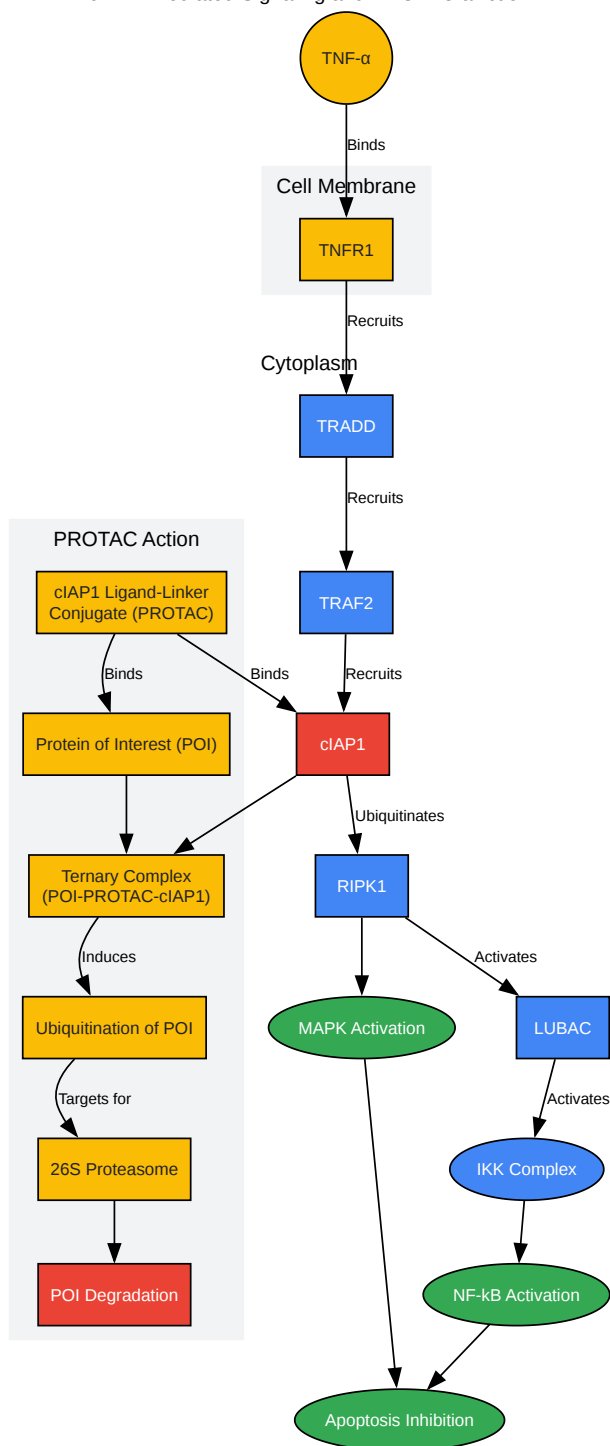 TNF-α
Binds
Cell Membrane
TNFR1
Recruits
Cytoplasm
TRADD
Recruits
PROTAC Action
cIAP1 Ligand-Linker
Conjugate (PROTAC)
TRAF2
Binds
Binds
Recruits
Protein of Interest (POI)
cIAP1
Ubiquitinates
Ternary Complex
(POI-PROTAC-cIAP1)
RIPK1
Induces
Activates
Ubiquitination of POI
MAPK Activation
LUBAC
Targets for
Activates
26S Proteasome
IKK Complex
POI Degradation
NF-kB Activation
Apoptosis Inhibition